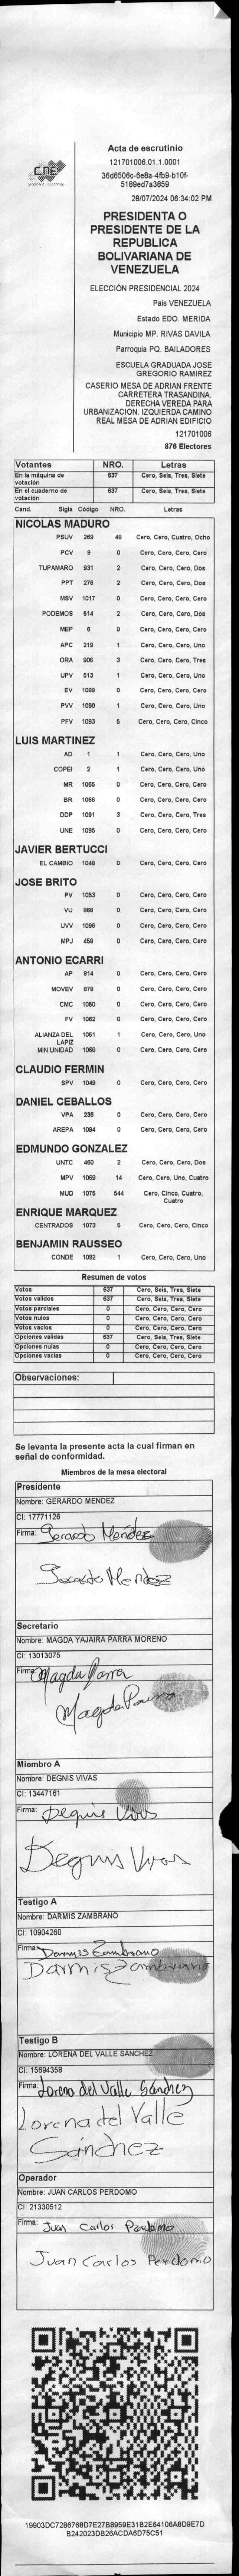 CNE
Acta de escrutinio
121701006.01.1.0001
36d6506c-6e8a-4fb9-b10f-
5189ed7a3859
28/07/2024 06:34:02 PM
PRESIDENTA O
PRESIDENTE DE LA
REPUBLICA
BOLIVARIANA DE
VENEZUELA
ELECCIÓN PRESIDENCIAL 2024
Pais VENEZUELA
Estado EDO. MERIDA
Municipio MP. RIVAS DAVILA
Parroquia PQ. BAILADORES
ESCUELA GRADUADA JOSE
GREGORIO RAMIREZ
CASERIO MESA DE ADRIAN FRENTE
CARRETERA TRASANDINA.
DERECHA VEREDA PARA
URBANIZACION. IZQUIERDA CAMINO
REAL MESA DE ADRIAN EDIFICIO
121701006
876 Electores
Votantes NRO. Letras
En la máquina de votación 637 Cero, Seis, Tres, Siete
En el cuaderno de votación 637 Cero, Seis, Tres, Siete
Cand. Sigla Código NRO. Letras
NICOLAS MADURO
PSUV 269 48 Cero, Cero, Cuatro, Ocho
PCV 9 0 Cero, Cero, Cero, Cero
TUPAMARO 931 2 Cero, Cero, Cero, Dos
PPT 276 2 Cero, Cero, Cero, Dos
MSV 1017 0 Cero, Cero, Cero, Cero
PODEMOS 514 2 Cero, Cero, Cero, Dos
MEP 6 0 Cero, Cero, Cero, Cero
APC 219 1 Cero, Cero, Cero, Uno
ORA 906 3 Cero, Cero, Cero, Tres
UPV 513 1 Cero, Cero, Cero, Uno
EV 1089 0 Cero, Cero, Cero, Cero
PVV 1090 1 Cero, Cero, Cero, Uno
PFV 1093 5 Cero, Cero, Cero, Cinco
LUIS MARTINEZ
AD 1 1 Cero, Cero, Cero, Uno
COPEI 2 1 Cero, Cero, Cero, Uno
MR 1065 0 Cero, Cero, Cero, Cero
BR 1066 0 Cero, Cero, Cero, Cero
DDP 1091 3 Cero, Cero, Cero, Tres
UNE 1095 0 Cero, Cero, Cero, Cero
JAVIER BERTUCCI
EL CAMBIO 1048 0 Cero, Cero, Cero, Cero
JOSE BRITO
PV 1053 0 Cero, Cero, Cero, Cero
VU 868 0 Cero, Cero, Cero, Cero
UVV 1096 0 Cero, Cero, Cero, Cero
MPJ 458 0 Cero, Cero, Cero, Cero
ANTONIO ECARRI
AP 814 0 Cero, Cero, Cero, Cero
MOVEV 879 0 Cero, Cero, Cero, Cero
CMC 1050 0 Cero, Cero, Cero, Cero
FV 1062 0 Cero, Cero, Cero, Cero
ALIANZA DEL LAPIZ 1051 1 Cero, Cero, Cero, Uno
MIN UNIDAD 1068 0 Cero, Cero, Cero, Cero
CLAUDIO FERMIN
SPV 1049 0 Cero, Cero, Cero, Cero
DANIEL CEBALLOS
VPA 236 0 Cero, Cero, Cero, Cero
AREPA 1094 0 Cero, Cero, Cero, Cero
EDMUNDO GONZALEZ
UNTC 460 2 Cero, Cero, Cero, Dos
MPV 1069 14 Cero, Cero, Uno, Cuatro
MUD 1075 544 Cero, Cinco, Cuatro, Cuatro
ENRIQUE MARQUEZ
CENTRADOS 1073 5 Cero, Cero, Cero, Cinco
BENJAMIN RAUSSEO
CONDE 1092 1 Cero, Cero, Cero, Uno
Resumen de votos
Votos 637 Cero, Seis, Tres, Siete
Votos validos 637 Cero, Seis, Tres, Siete
Votos parciales 0 Cero, Cero, Cero, Cero
Votos nulos 0 Cero, Cero, Cero, Cero
Votos vacios 0 Cero, Cero, Cero, Cero
Opciones validas 637 Cero, Seis, Tres, Siete
Opciones nulas 0 Cero, Cero, Cero, Cero
Opciones vacias 0 Cero, Cero, Cero, Cero
Observaciones:
Se levanta la presente acta la cual firman en
señal de conformidad.
Miembros de la mesa electoral
Presidente
Nombre: GERARDO MENDEZ
CI: 17771126
Firma: Gerardo Mendez
Gerardo Mendez
Secretario
Nombre: MAGDA YAJAIRA PARRA MORENO
CI: 13013075
Firma: Magda Parra
Magda Parra
Miembro A
Nombre: DEGNIS VIVAS
CI: 13447161
Firma: Degnis Vivas
Degnis Vivas
Testigo A
Nombre: DARMIS ZAMBRANO
CI: 10904260
Firma: Darmis Zambrano
Darmis Zambrano
Testigo B
Nombre: LORENA DEL VALLE SANCHEZ
CI: 15694358
Firma: Lorena del Valle Sánchez
Lorena del Valle
Sánchez
Operador
Nombre: JUAN CARLOS PERDOMO
CI: 21330512
Firma: Juan Carlos Perdomo
Juan Carlos Perdomo
19903DC7286768D7E27B8959E31B2E64106A8D9E7D
B242023DB26ACDA6D75C51